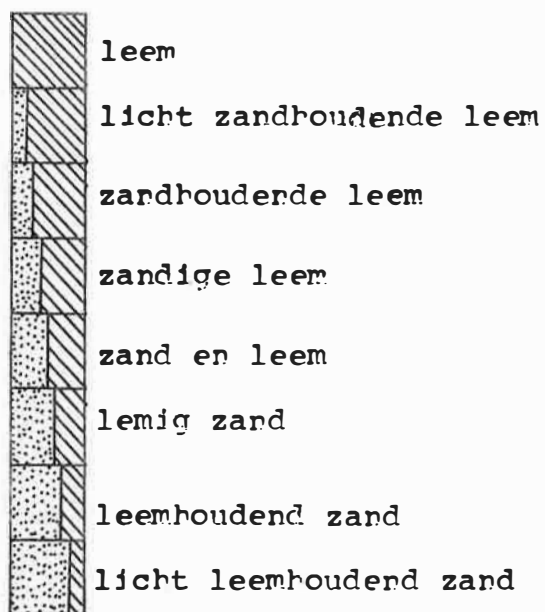 leem
licht zandhoudende leem
zandhoudende leem
zandige leem
zand en leem
lemig zand
leemhoudend zand
licht leemhoudend zand